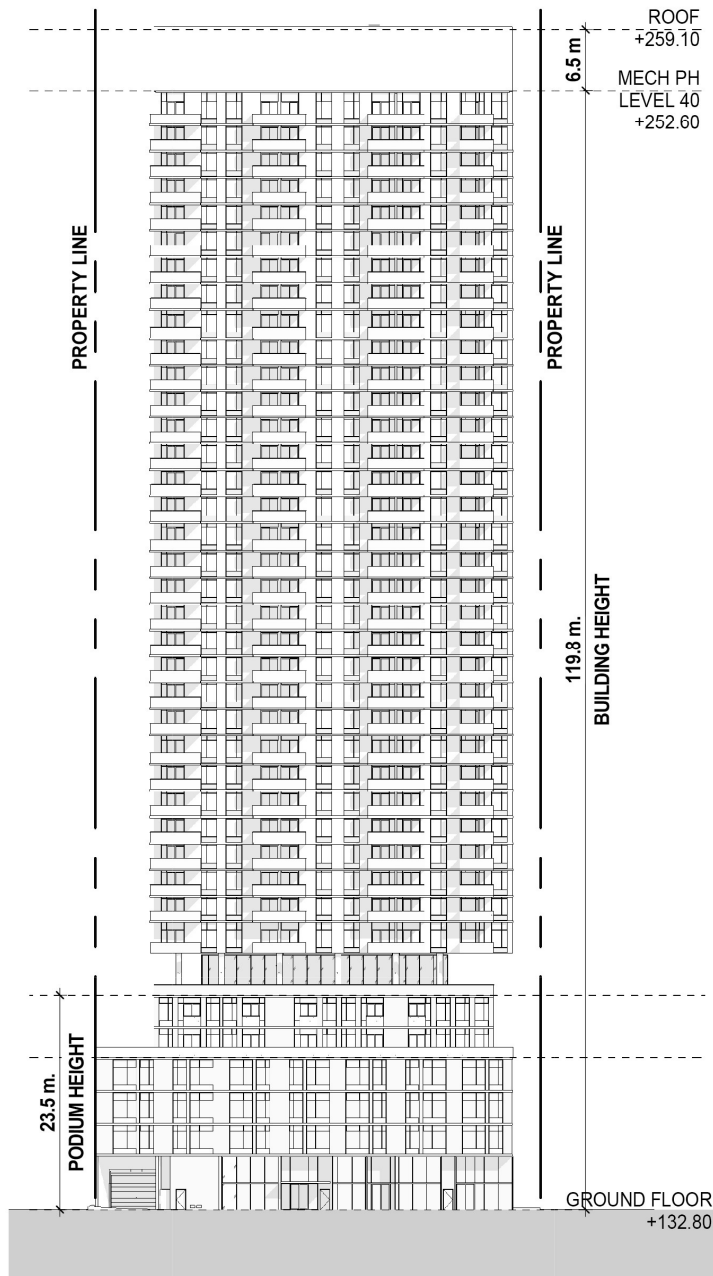 ROOF
+259.10
6.5 m
MECH PH
LEVEL 40
+252.60
PROPERTY LINE
PROPERTY LINE
119.8 m.
BUILDING HEIGHT
23.5 m.
PODIUM HEIGHT
GROUND FLOOR
+132.80